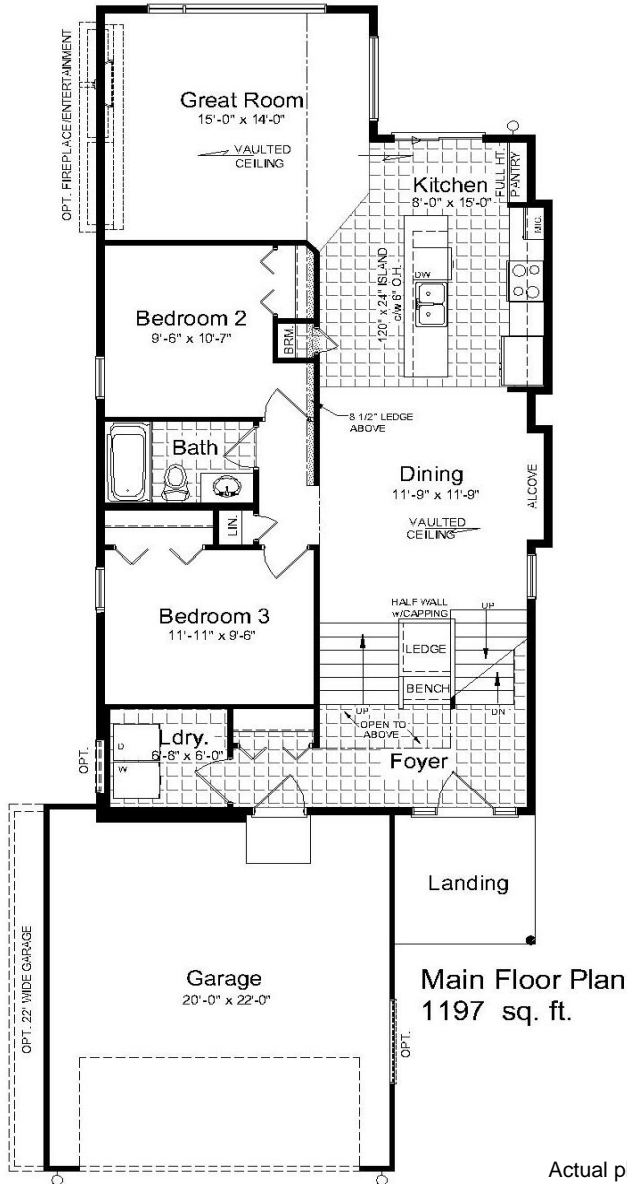 OPT. FIREPLACE/ENTERTAINMENT
Great Room
15'-0" x 14'-0"
VAULTED
CEILING
Kitchen
8'-0" x 15'-0"
FULL HT.
PANTRY
MIC.
120" x 24" ISLAND
c/w 6" O.H.
DW
Bedroom 2
9'-6" x 10'-7"
BRM.
8 1/2" LEDGE
ABOVE
Bath
Dining
11'-9" x 11'-9"
VAULTED
CEILING
ALCOVE
LIN.
Bedroom 3
11'-11" x 9'-6"
HALF WALL
w/CAPPING
UP
LEDGE
BENCH
UP
DN
OPEN TO
ABOVE
OPT.
D
W
Ldry.
6'-8" x 6'-0"
Foyer
Landing
OPT. 22' WIDE GARAGE
Garage
20'-0" x 22'-0"
OPT.
Main Floor Plan
1197 sq. ft.
Actual p